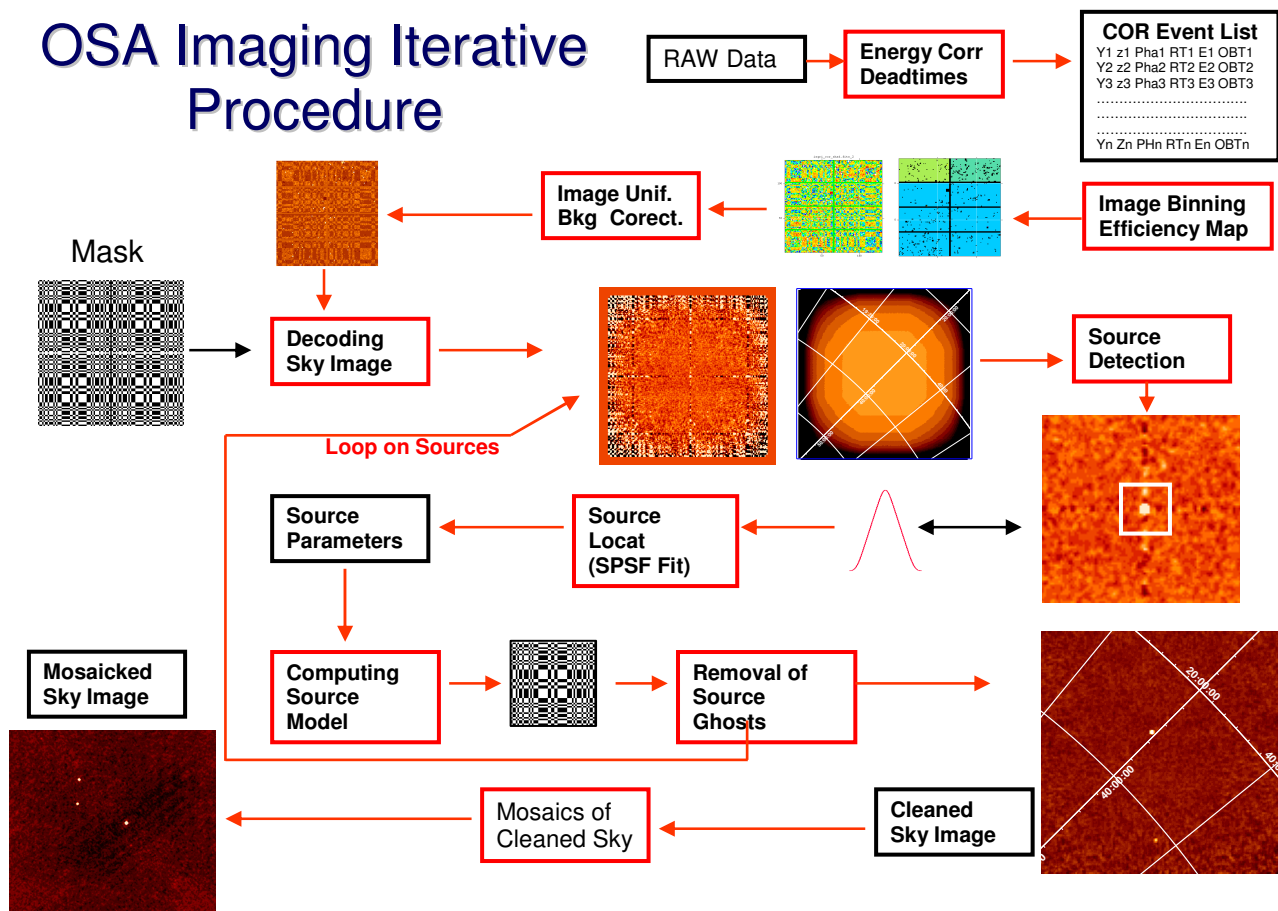 OSA Imaging Iterative
Procedure
RAW Data
Energy Corr
Deadtimes
COR Event List
Y1 z1 Pha1 RT1 E1 OBT1
Y2 z2 Pha2 RT2 E2 OBT2
Y3 z3 Pha3 RT3 E3 OBT3
....................................
....................................
....................................
Yn Zn PHn RTn En OBTn
Image Unif.
Bkg Corect.
Image Binning
Efficiency Map
Mask
Decoding
Sky Image
Source
Detection
Loop on Sources
Source
Parameters
Source
Locat
(SPSF Fit)
Mosaicked
Sky Image
Computing
Source
Model
Removal of
Source
Ghosts
20:00:00
40:00:00
Mosaics of
Cleaned Sky
Cleaned
Sky Image